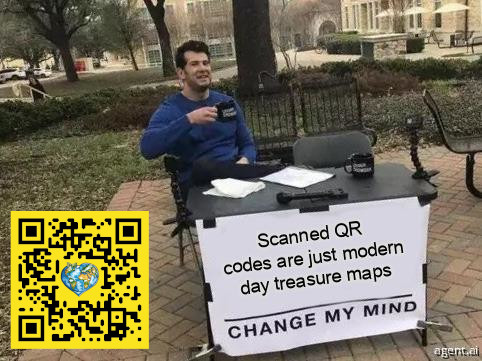 Scanned QR
codes are just modern
day treasure maps
CHANGE MY MIND
agent.ai